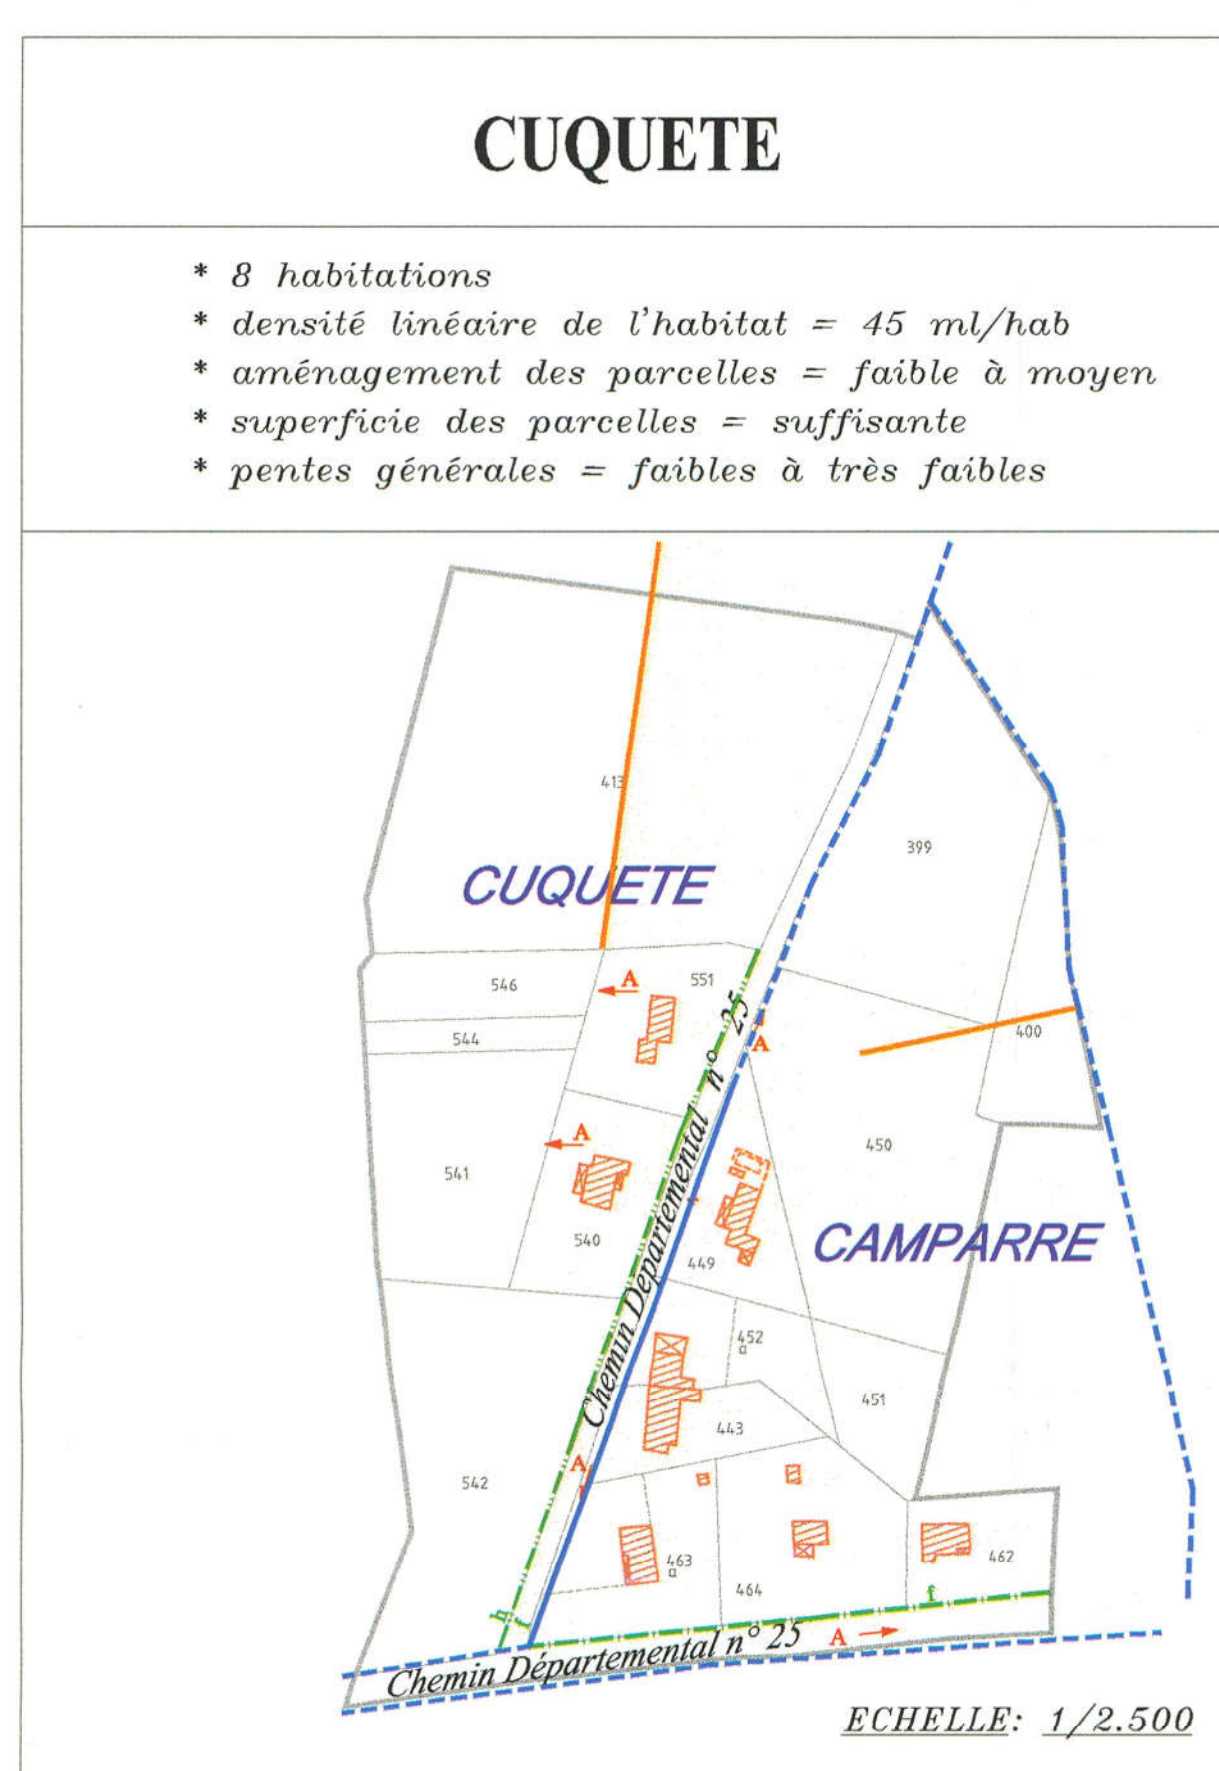 CUQUETE
* 8 habitations
* densité linéaire de l'habitat = 45 ml/hab
* aménagement des parcelles = faible à moyen
* superficie des parcelles = suffisante
* pentes générales = faibles à très faibles
413
399
CUQUETE
546
A
551
544
A
400
Chemin Départemental n° 25
A
541
450
540
449
CAMPARRE
452
a
451
443
A
542
463
a
462
464
f
h
f
Chemin Départemental n° 25
A
ECHELLE: 1/2.500